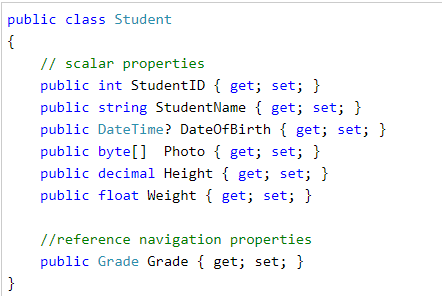 public class Student
{
    // scalar properties
    public int StudentID { get; set; }
    public string StudentName { get; set; }
    public DateTime? DateOfBirth { get; set; }
    public byte[]  Photo { get; set; }
    public decimal Height { get; set; }
    public float Weight { get; set; }

    //reference navigation properties
    public Grade Grade { get; set; }
}